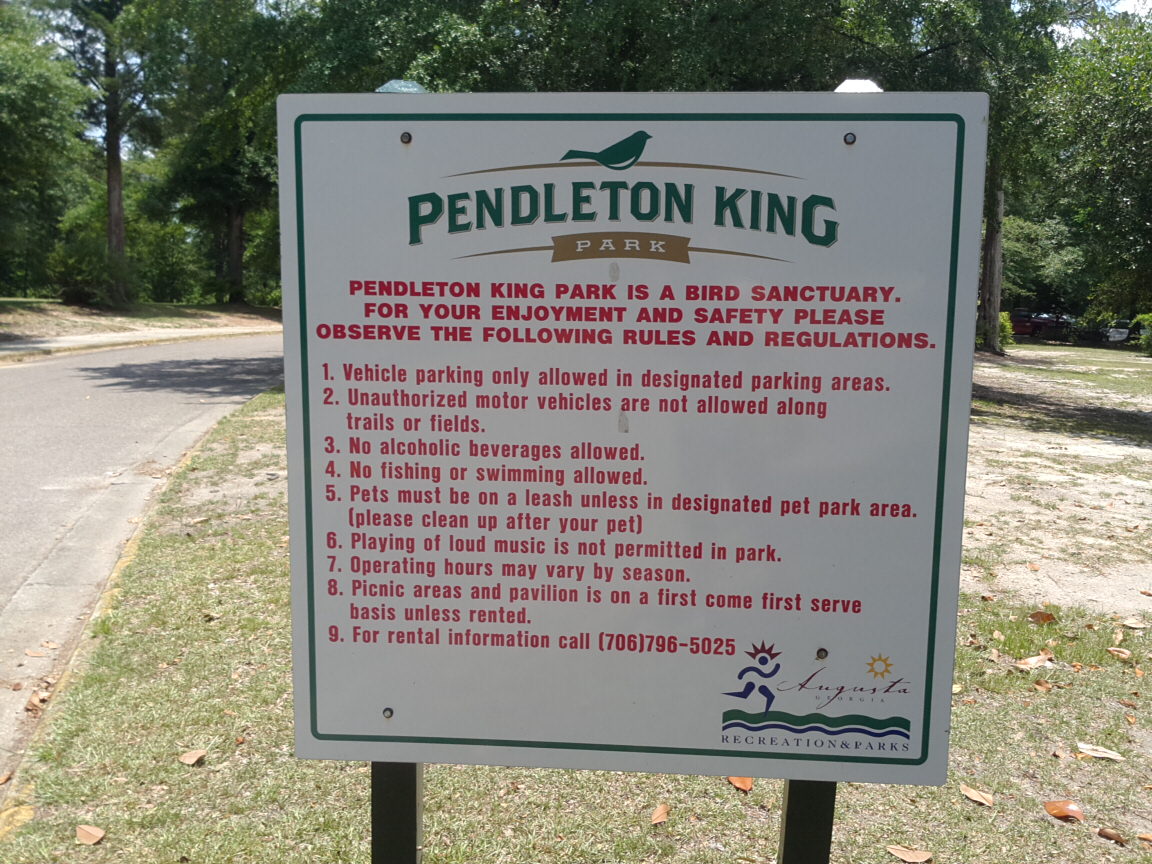 PENDLETON KING
PARK
PENDLETON KING PARK IS A BIRD SANCTUARY.
FOR YOUR ENJOYMENT AND SAFETY PLEASE
OBSERVE THE FOLLOWING RULES AND REGULATIONS.
1. Vehicle parking only allowed in designated parking areas.
2. Unauthorized motor vehicles are not allowed along
trails or fields.
3. No alcoholic beverages allowed.
4. No fishing or swimming allowed.
5. Pets must be on a leash unless in designated pet park area.
(please clean up after your pet)
6. Playing of loud music is not permitted in park.
7. Operating hours may vary by season.
8. Picnic areas and pavilion is on a first come first serve
basis unless rented.
9. For rental information call (706)796-5025
Augusta
GEORGIA
RECREATION&PARKS